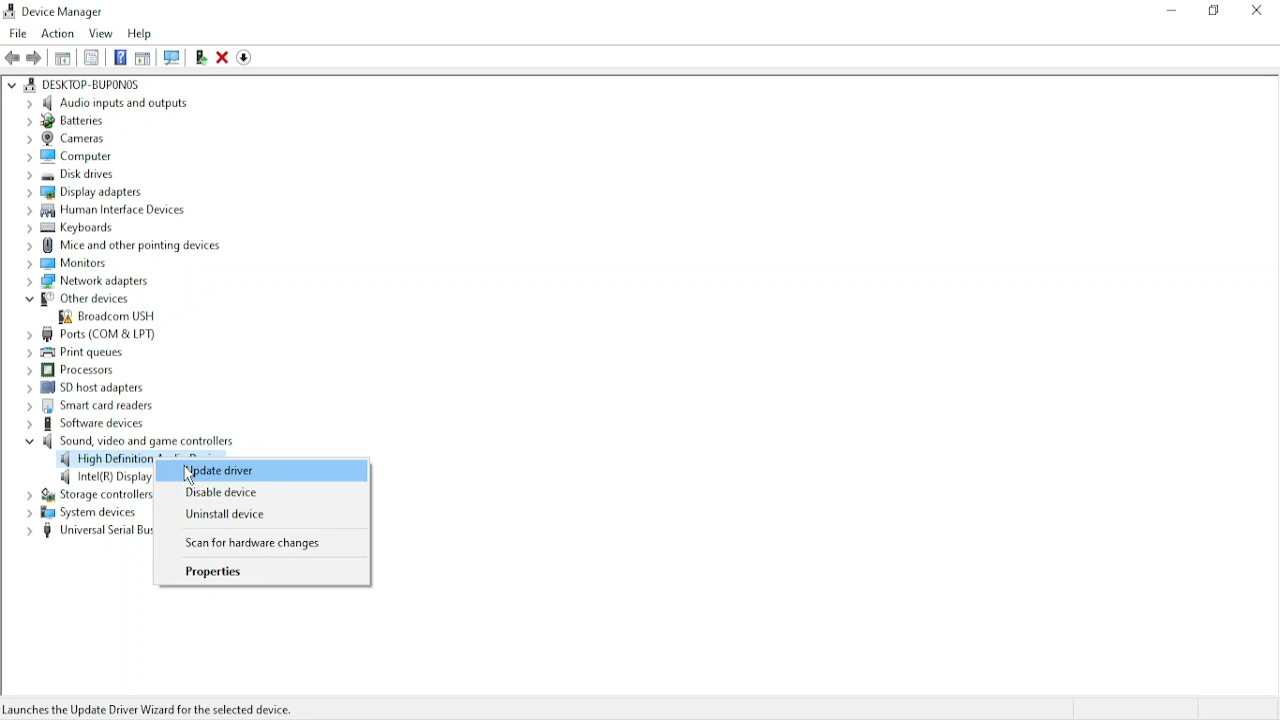 Device Manager
File Action View Help
DESKTOP-BUP0N0S
Audio inputs and outputs
Batteries
Cameras
Computer
Disk drives
Display adapters
Human Interface Devices
Keyboards
Mice and other pointing devices
Monitors
Network adapters
Other devices
Broadcom USH
Ports (COM & LPT)
Print queues
Processors
SD host adapters
Smart card readers
Software devices
Sound, video and game controllers
High Definition
Intel(R) Display
Storage controllers
System devices
Universal Serial Bus
Update driver
Disable device
Uninstall device
Scan for hardware changes
Properties
Launches the Update Driver Wizard for the selected device.